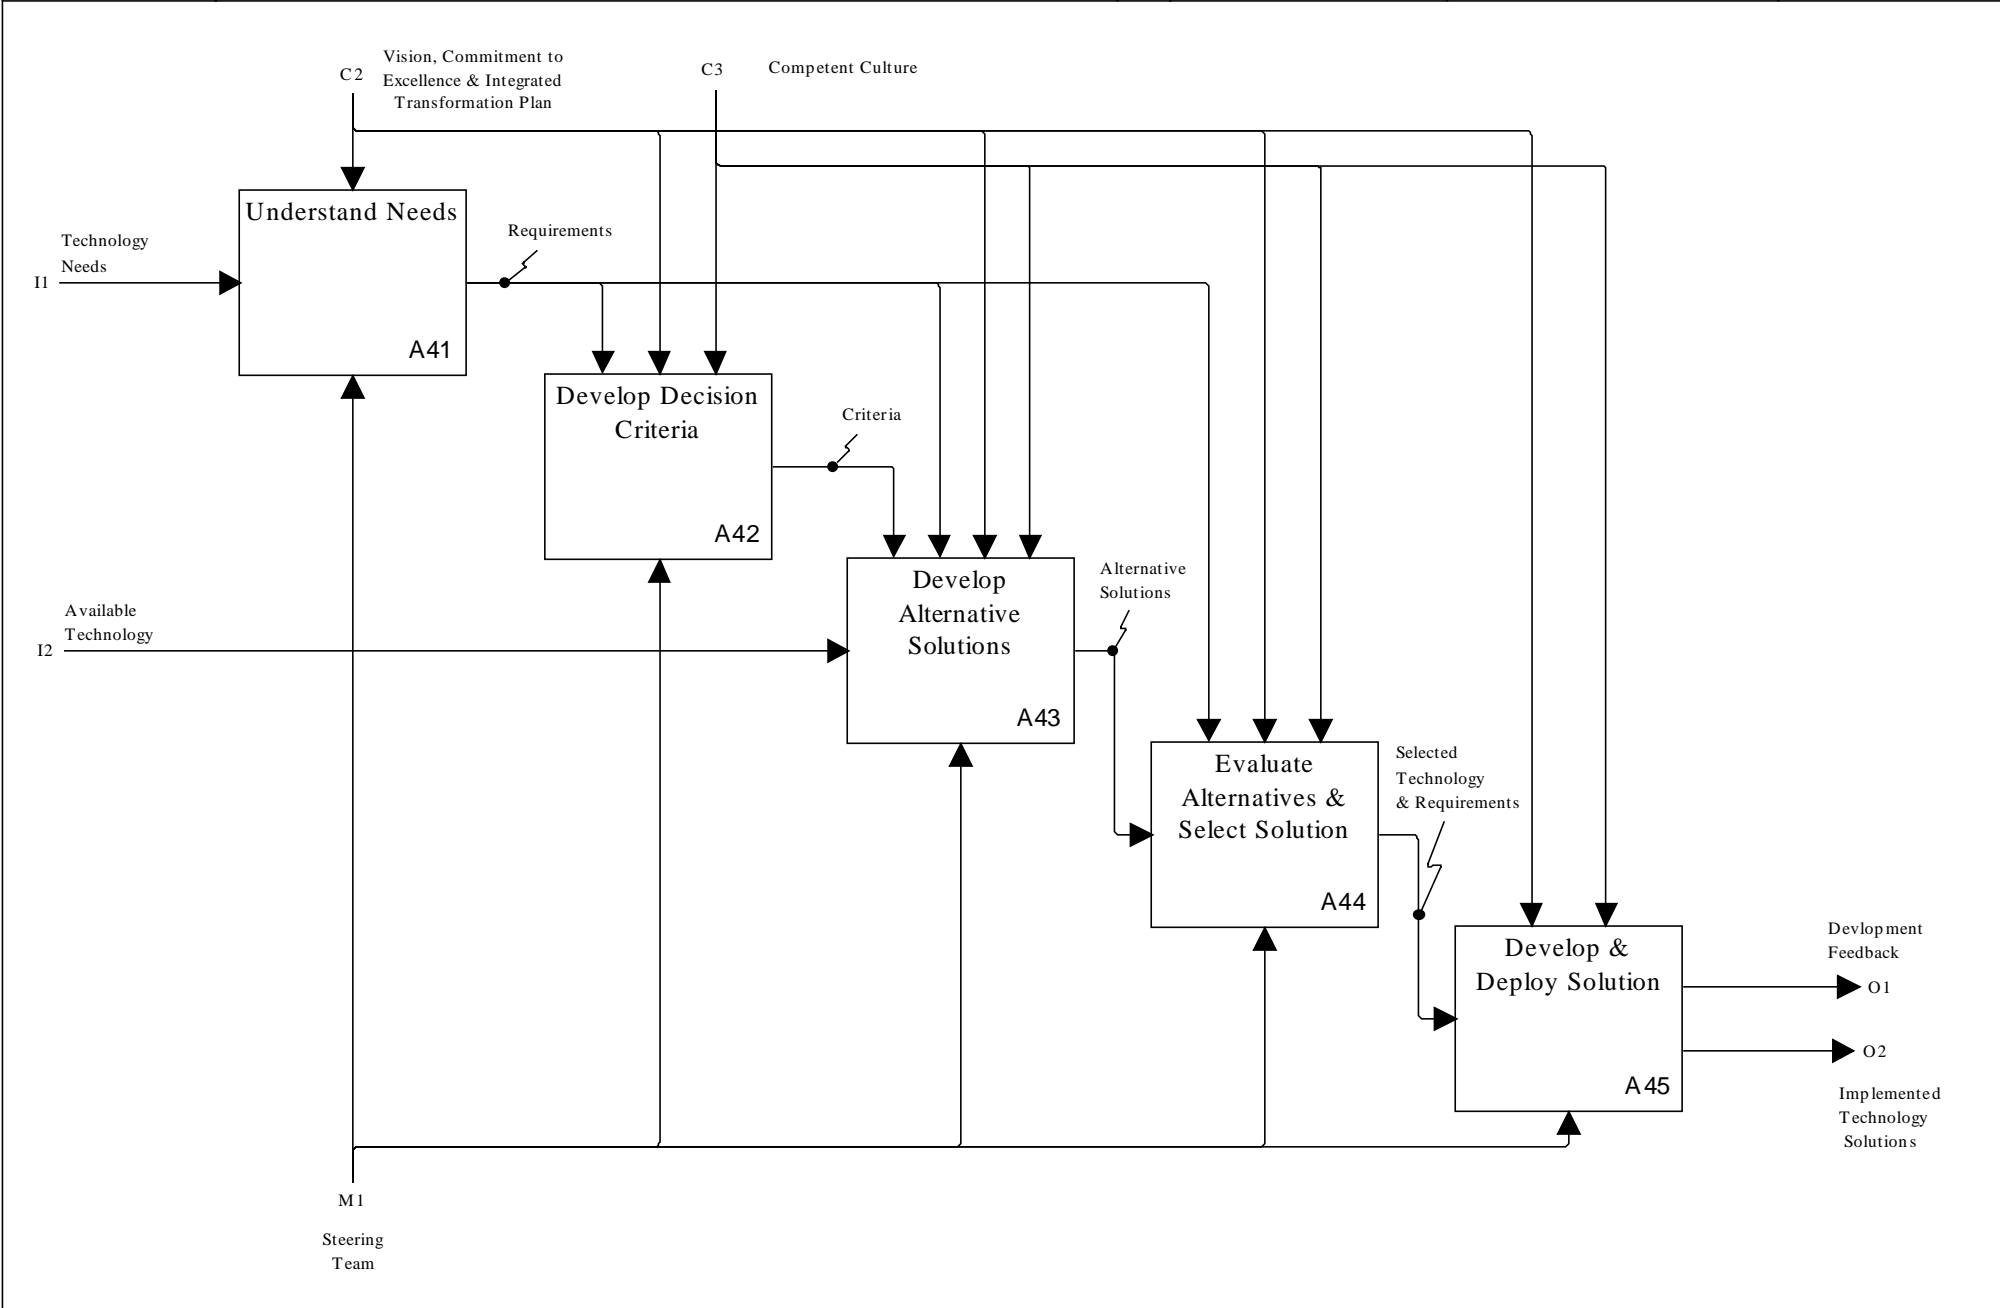 C2
Vision, Commitment to
Excellence & Integrated
Transformation Plan
C3
Competent Culture
Understand Needs
A41
Technology
Needs
I1
Requirements
Develop Decision
Criteria
A42
Criteria
Available
Technology
I2
Develop
Alternative
Solutions
A43
Alternative
Solutions
Evaluate
Alternatives &
Select Solution
A44
Selected
Technology
& Requirements
Develop &
Deploy Solution
A45
Devlopment
Feedback
O1
O2
Implemented
Technology
Solutions
M1
Steering
Team